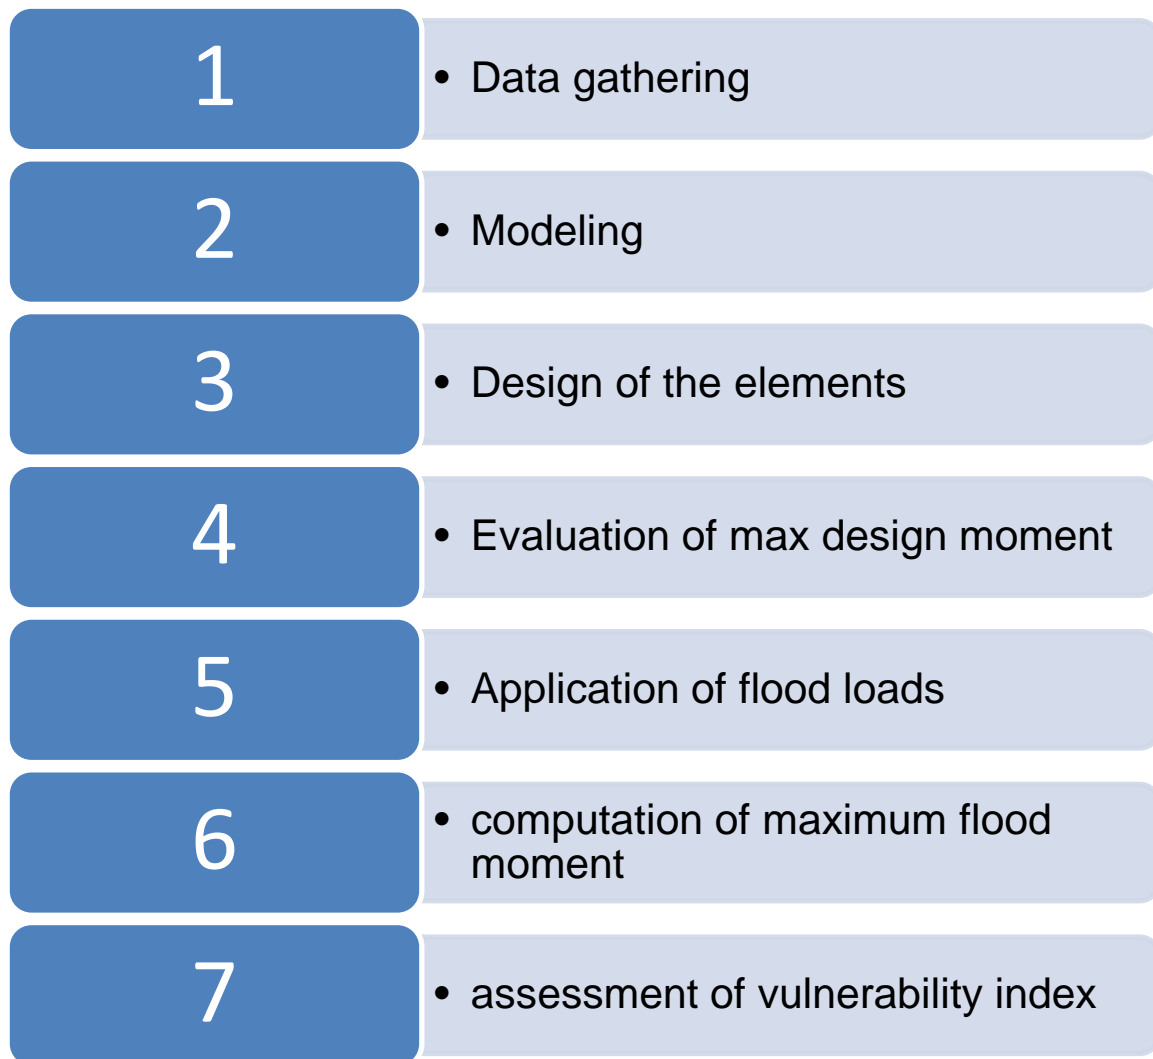 1
• Data gathering
2
• Modeling
3
• Design of the elements
4
• Evaluation of max design moment
5
• Application of flood loads
6
• computation of maximum flood
moment
7
• assessment of vulnerability index